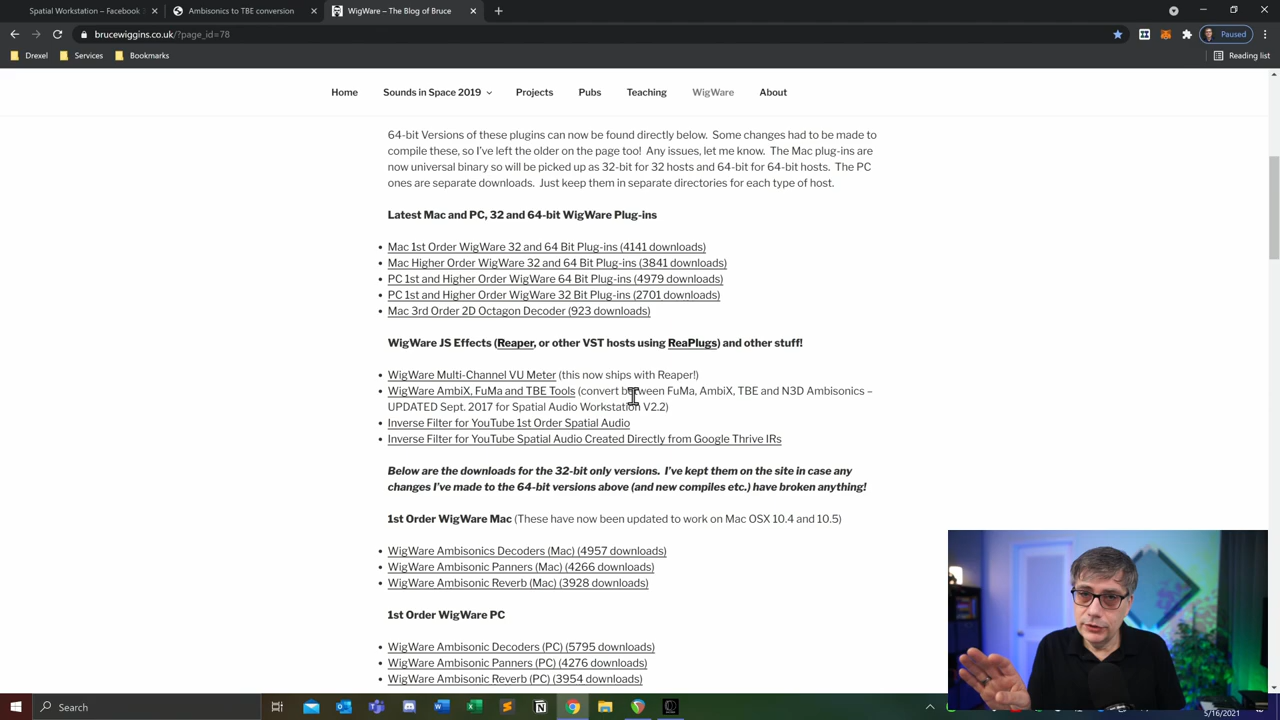 Spatial Workstation – Facebook 3
Ambisonics to TBE conversion
WigWare – The Blog of Bruce
brucewiggins.co.uk/?page_id=78
Paused
Drexel
Services
Bookmarks
Reading list
Home
Sounds in Space 2019
Projects
Pubs
Teaching
WigWare
About
64-bit Versions of these plugins can now be found directly below. Some changes had to be made to
compile these, so I've left the older on the page too! Any issues, let me know. The Mac plug-ins are
now universal binary so will be picked up as 32-bit for 32 hosts and 64-bit for 64-bit hosts. The PC
ones are separate downloads. Just keep them in separate directories for each type of host.
Latest Mac and PC, 32 and 64-bit WigWare Plug-ins
• Mac 1st Order WigWare 32 and 64 Bit Plug-ins (4141 downloads)
• Mac Higher Order WigWare 32 and 64 Bit Plug-ins (3841 downloads)
• PC 1st and Higher Order WigWare 64 Bit Plug-ins (4979 downloads)
• PC 1st and Higher Order WigWare 32 Bit Plug-ins (2701 downloads)
• Mac 3rd Order 2D Octagon Decoder (923 downloads)
WigWare JS Effects (Reaper, or other VST hosts using ReaPlugs) and other stuff!
• WigWare Multi-Channel VU Meter (this now ships with Reaper!)
• WigWare AmbiX, FuMa and TBE Tools (convert between FuMa, AmbiX, TBE and N3D Ambisonics –
UPDATED Sept. 2017 for Spatial Audio Workstation V2.2)
• Inverse Filter for YouTube 1st Order Spatial Audio
• Inverse Filter for YouTube Spatial Audio Created Directly from Google Thrive IRs
Below are the downloads for the 32-bit only versions. I've kept them on the site in case any
changes I've made to the 64-bit versions above (and new compiles etc.) have broken anything!
1st Order WigWare Mac (These have now been updated to work on Mac OSX 10.4 and 10.5)
• WigWare Ambisonics Decoders (Mac) (4957 downloads)
• WigWare Ambisonic Panners (Mac) (4266 downloads)
• WigWare Ambisonic Reverb (Mac) (3928 downloads)
1st Order WigWare PC
• WigWare Ambisonic Decoders (PC) (5795 downloads)
• WigWare Ambisonic Panners (PC) (4276 downloads)
• WigWare Ambisonic Reverb (PC) (3954 downloads)
Search
5/16/2021